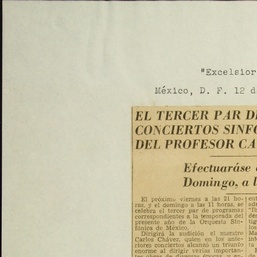 "Excelsior
México, D. F. 12 d
EL TERCER PAR DE
CONCIERTOS SINFO
DEL PROFESOR CA
Efectuaráse
Domingo, a l
El próximo viernes a las 21 ho-
ras, y el domingo a las 11 horas, se
celebra el tercer par de programas
correspondientes a la temporada del
presente año de la Orquesta Sin-
fónica de México.
Dirigirá la audición el maestro
Carlos Chávez, quien en los ante-
riores conciertos alcanzó un triunfo
enorme al dirigir varias importan-